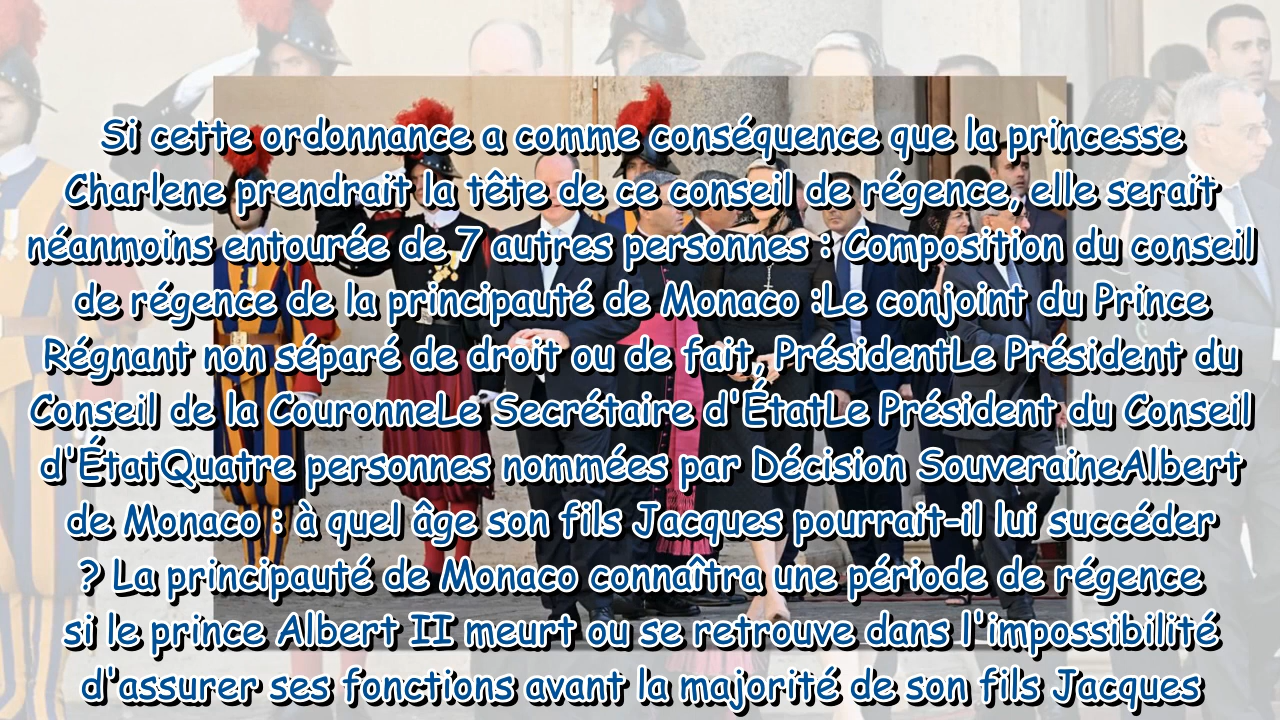 Si cette ordonnance a comme conséquence que la princesse
Charlene prendrait la tête de ce conseil de régence, elle serait
néanmoins entourée de 7 autres personnes : Composition du conseil
de régence de la principauté de Monaco :Le conjoint du Prince
Régnant non séparé de droit ou de fait, PrésidentLe Président du
Conseil de la CouronneLe Secrétaire d'ÉtatLe Président du Conseil
d'ÉtatQuatre personnes nommées par Décision SouveraineAlbert
de Monaco : à quel âge son fils Jacques pourrait-il lui succéder
? La principauté de Monaco connaîtra une période de régence
si le prince Albert II meurt ou se retrouve dans l'impossibilité
d'assurer ses fonctions avant la majorité de son fils Jacques